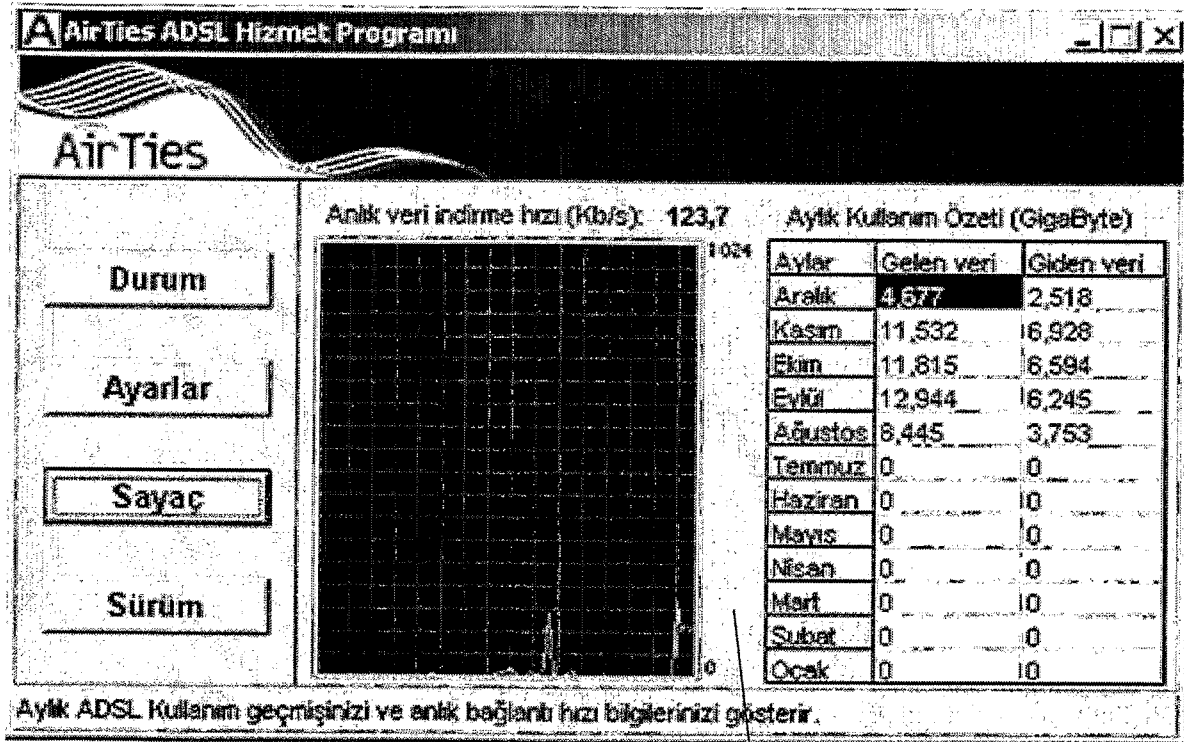 AirTies ADSL Hizmet Programı
AirTies
Durum
Ayarlar
Sayaç
Sürüm
Anlık veri indirme hızı (Kb/s): 123,7
1024
0
Aylık Kullanım Özeti (GigaByte)
Aylar Gelen veri Giden veri
Aralık 4,677 2,518
Kasım 11,532 6,928
Ekim 11,815 6,594
Eylül 12,944 6,245
Ağustos 8,445 3,753
Temmuz 0 0
Haziran 0 0
Mayıs 0 0
Nisan 0 0
Mart 0 0
Şubat 0 0
Ocak 0 0
Aylık ADSL Kullanım geçmişinizi ve anlık bağlantı hızı bilgilerinizi gösterir.